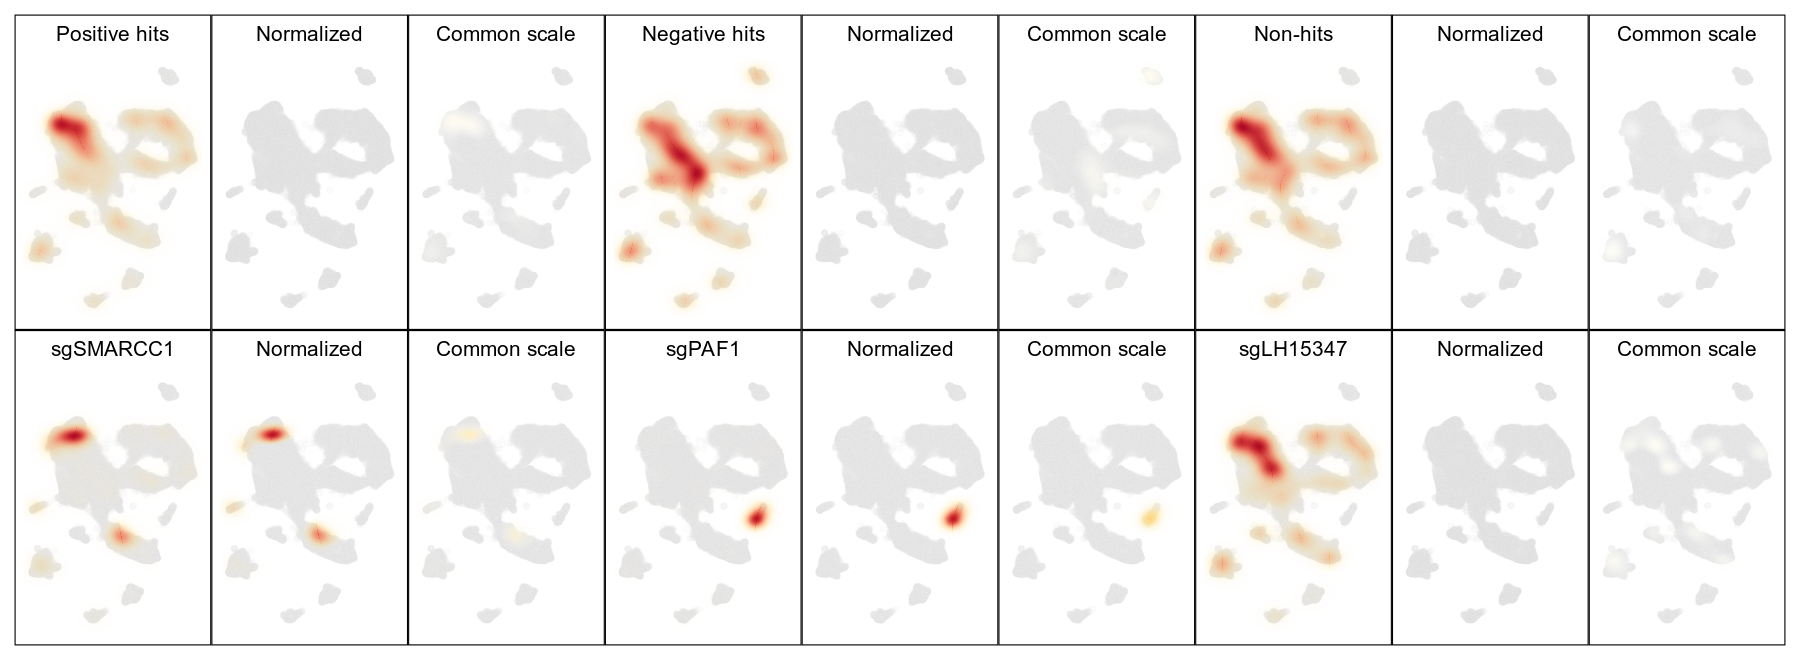 Positive hits
Normalized
Common scale
Negative hits
Normalized
Common scale
Non-hits
Normalized
Common scale
sgSMARCC1
Normalized
Common scale
sgPAF1
Normalized
Common scale
sgLH15347
Normalized
Common scale